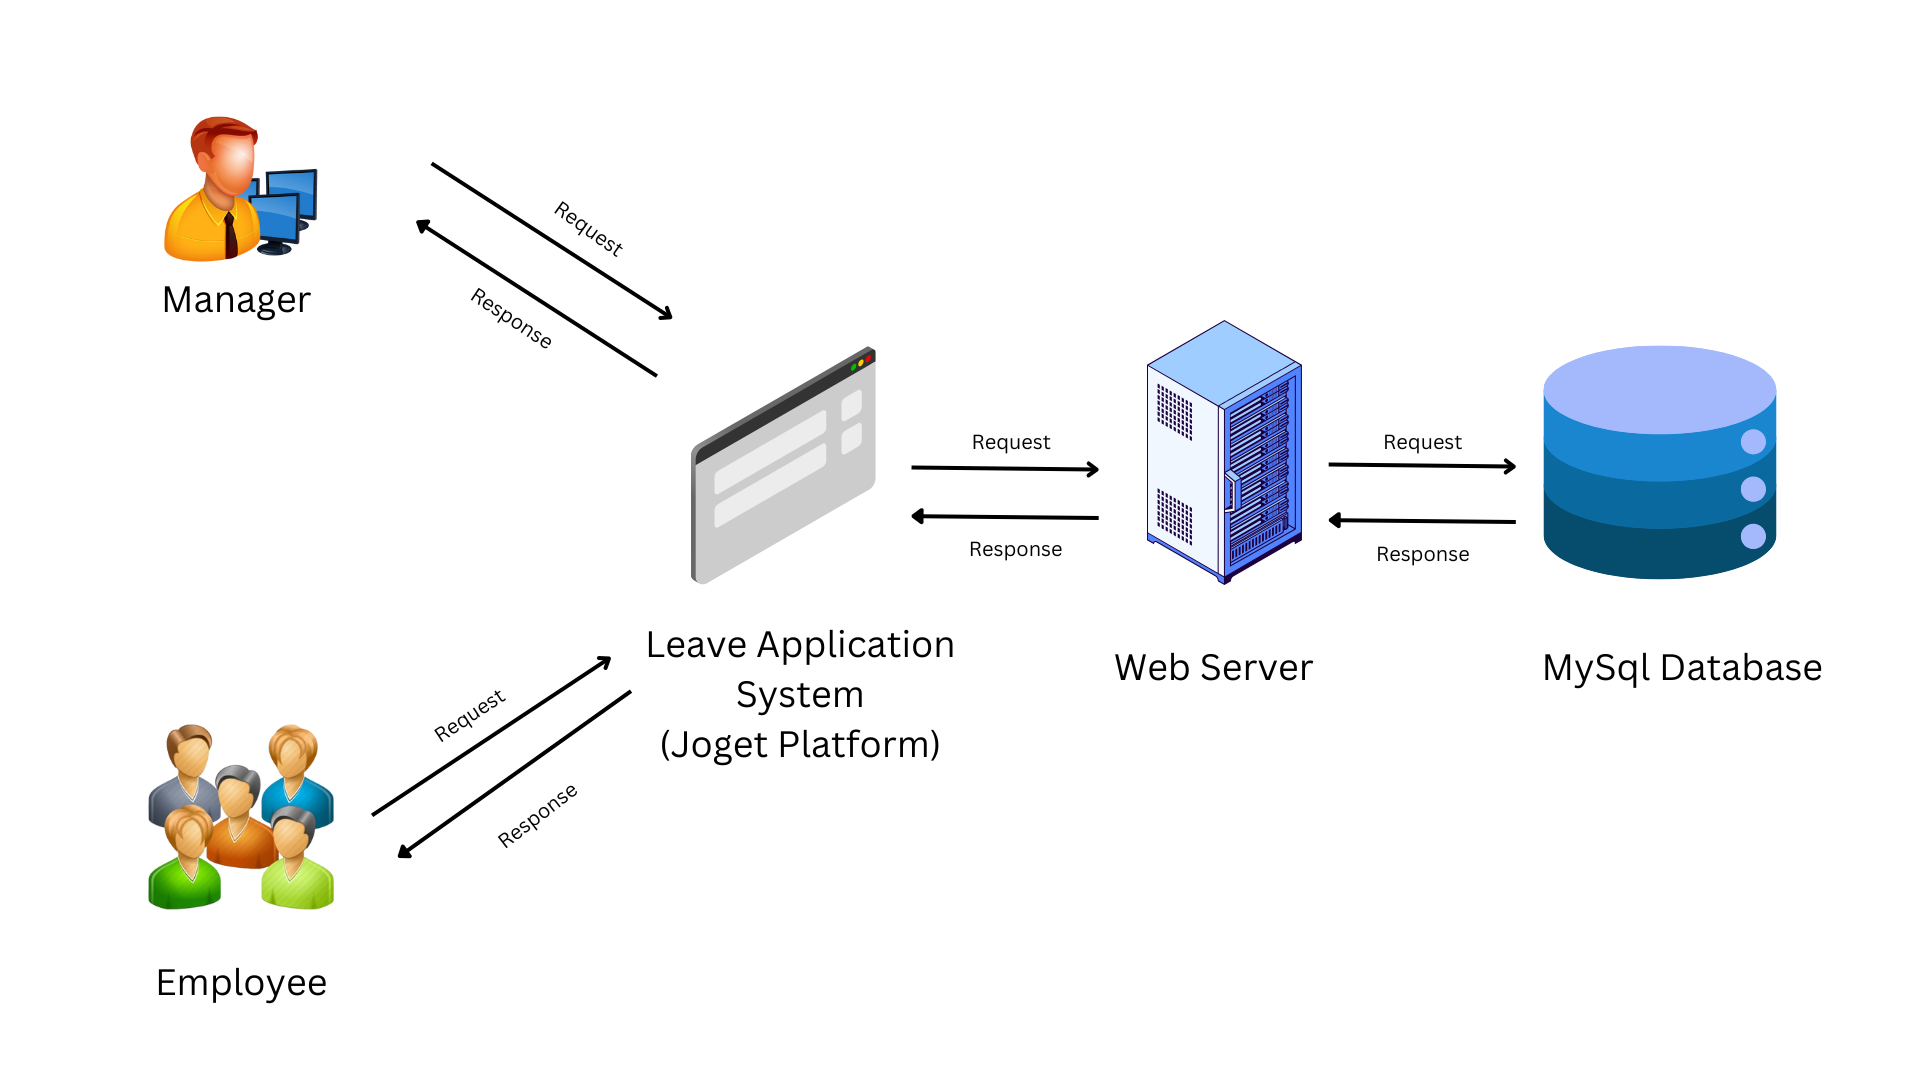 Manager
Request
Response
Request
Response
Request
Response
Leave Application
System
(Joget Platform)
Web Server
MySql Database
Request
Response
Employee